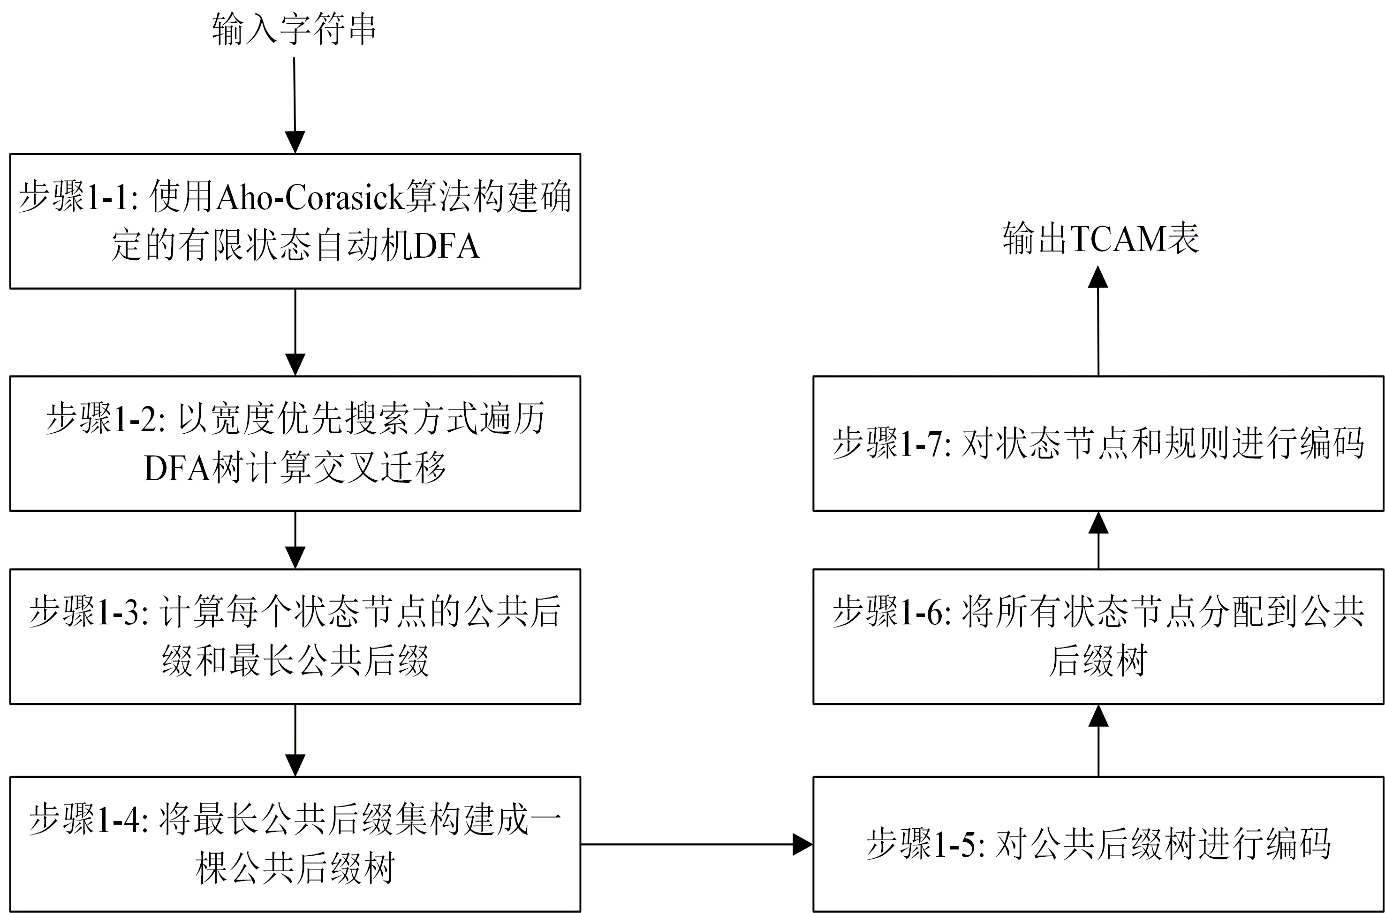 输入字符串
步骤1-1: 使用Aho-Corasick算法构建确
定的有限状态自动机DFA
步骤1-2: 以宽度优先搜索方式遍历
DFA树计算交叉迁移
步骤1-3: 计算每个状态节点的公共后
缀和最长公共后缀
步骤1-4: 将最长公共后缀集构建成一
棵公共后缀树
步骤1-5: 对公共后缀树进行编码
步骤1-6: 将所有状态节点分配到公共
后缀树
步骤1-7: 对状态节点和规则进行编码
输出TCAM表